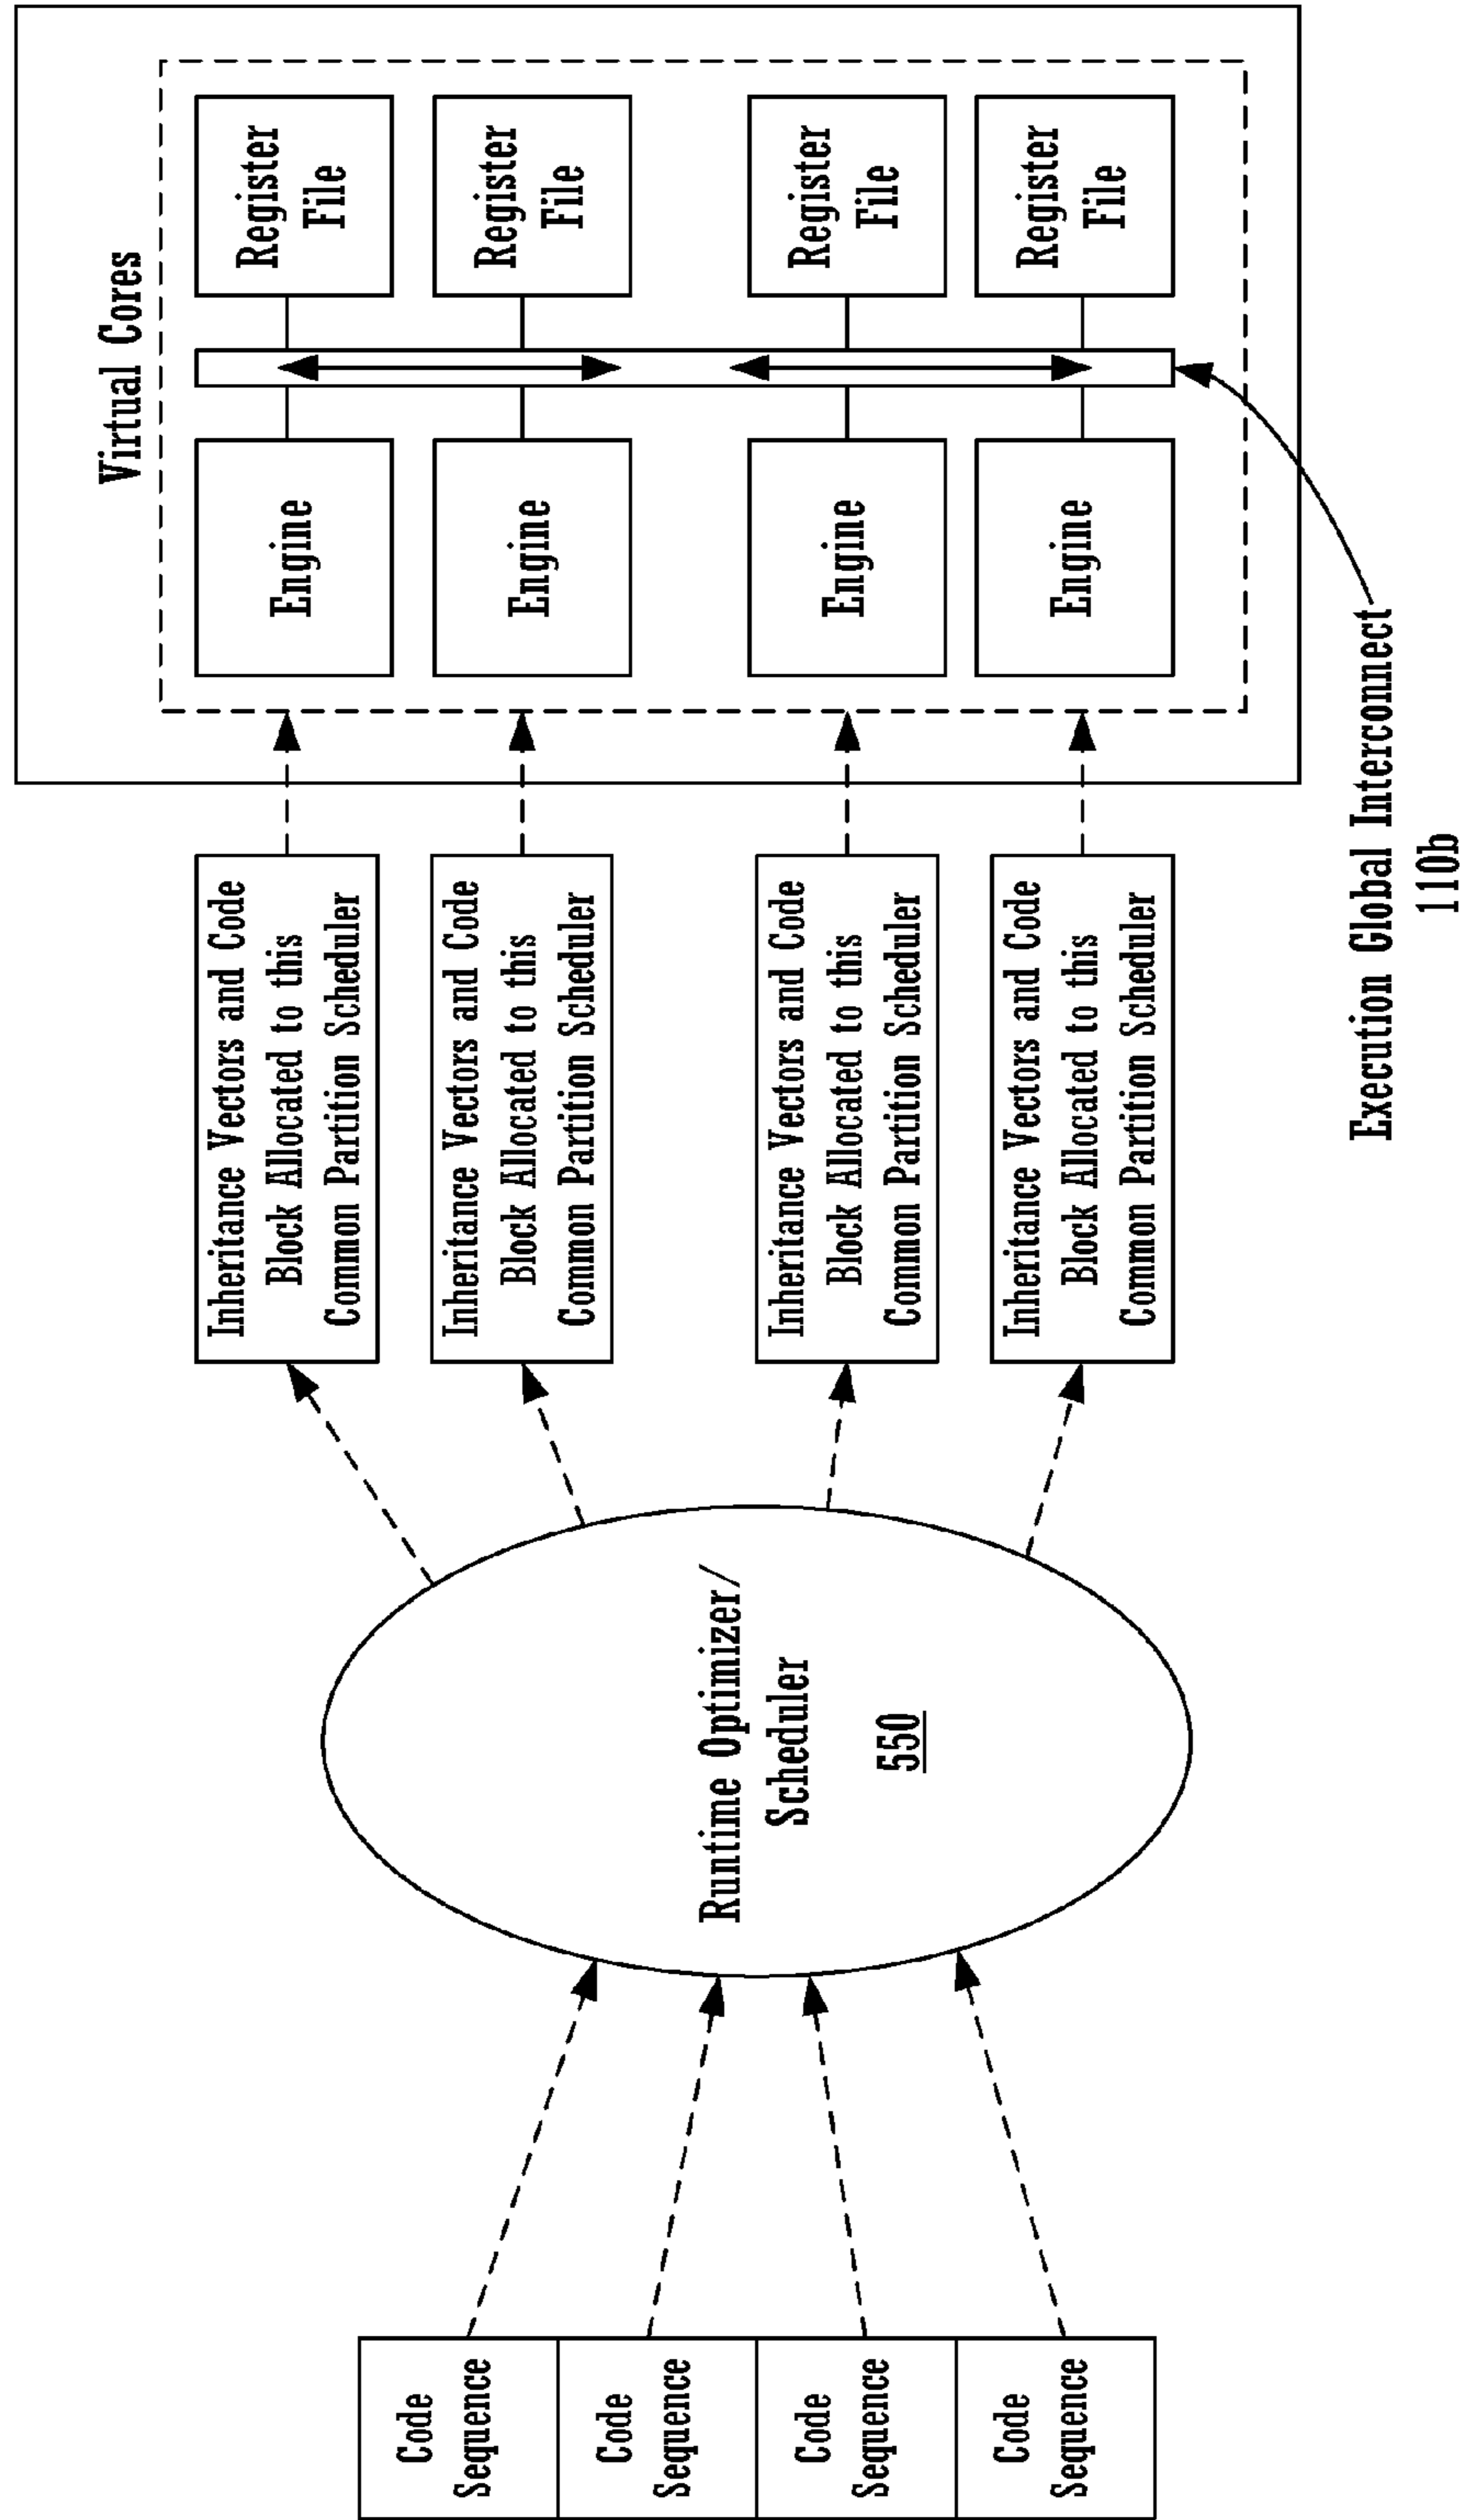 Code
Sequence
Code
Sequence
Code
Sequence
Code
Sequence
Runtime Optimizer/
Scheduler
550
Inheritance Vectors and Code
Block Allocated to this
Common Partition Scheduler
Inheritance Vectors and Code
Block Allocated to this
Common Partition Scheduler
Inheritance Vectors and Code
Block Allocated to this
Common Partition Scheduler
Inheritance Vectors and Code
Block Allocated to this
Common Partition Scheduler
Virtual Cores
Engine
Register
File
Engine
Register
File
Engine
Register
File
Engine
Register
File
Execution Global Interconnect
110b